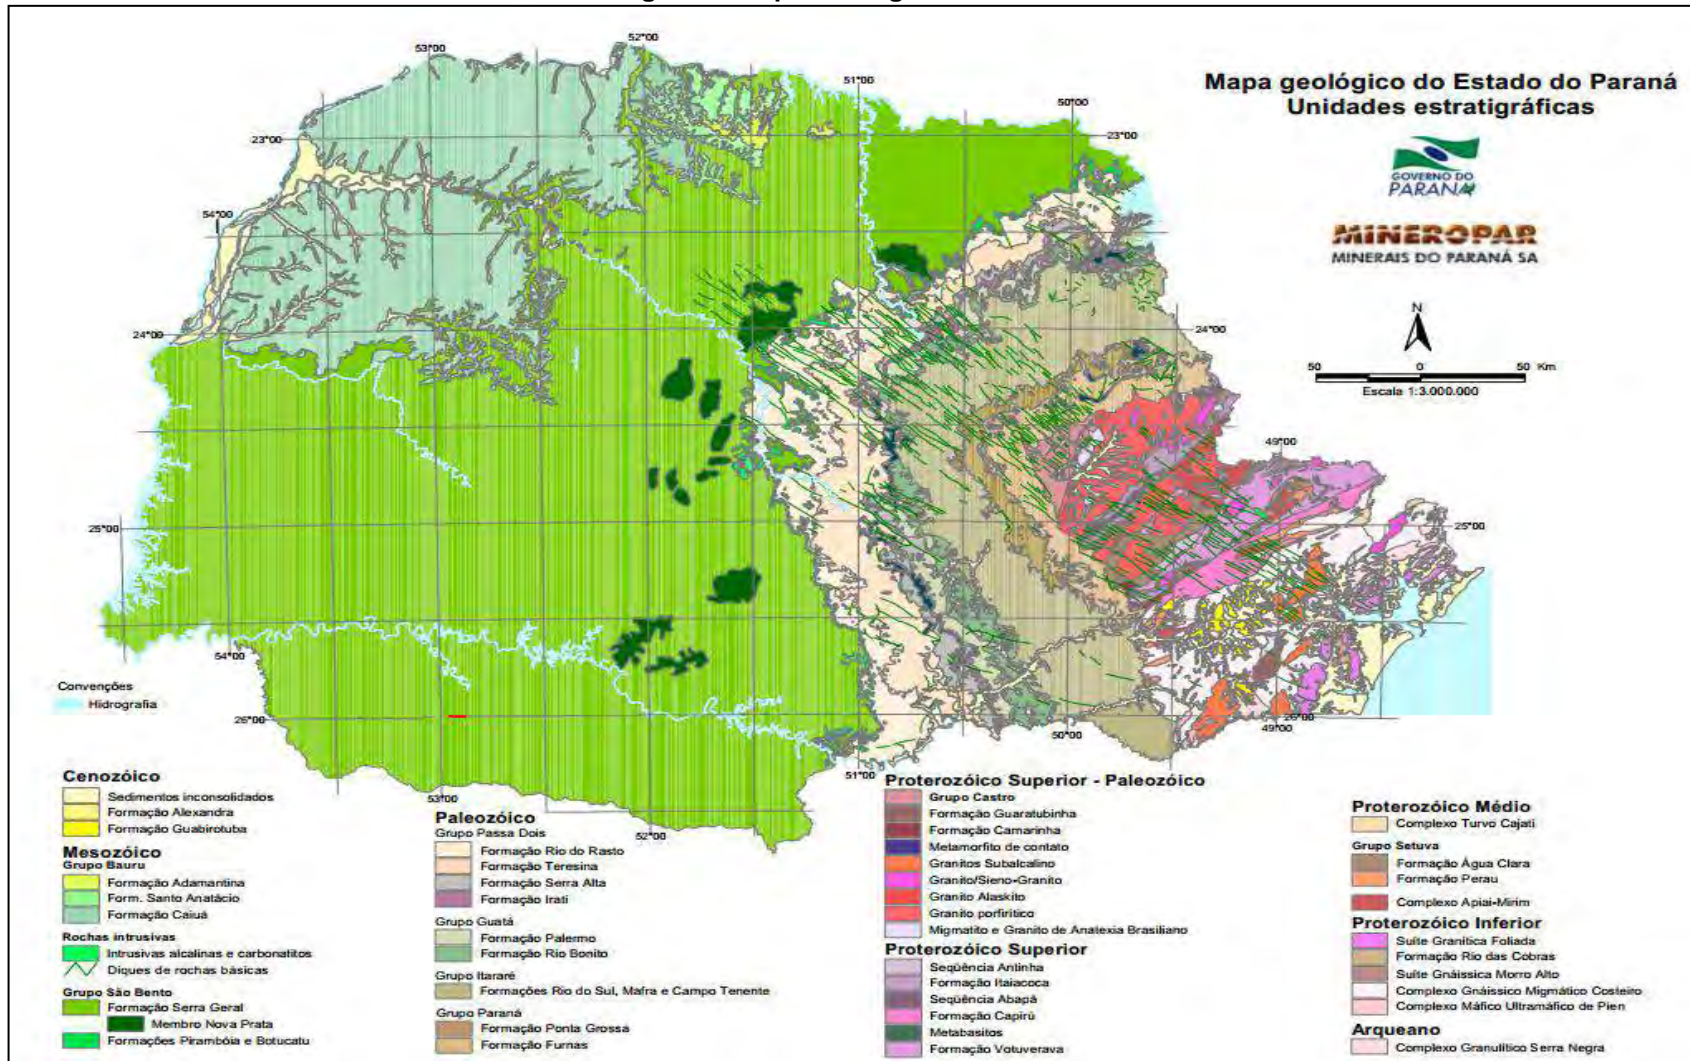 Mapa geológico do Estado do Paraná
Unidades estratigráficas
GOVERNO DO
PARANÁ
MINEROPAR
MINERAIS DO PARANÁ SA
N
50 0 50 Km
Escala 1:3.000.000
53°00
52°00
51°00
50°00
23°00
23°00
54°00
24°00
24°00
49°00
25°00
25°00
54°00
26°00
26°00
49°00
50°00
51°00
53°00
52°00
Convenções
Hidrografia
Cenozóico
Sedimentos inconsolidados
Formação Alexandra
Formação Guabirotuba
Mesozóico
Grupo Bauru
Formação Adamantina
Form. Santo Anatácio
Formação Caiuá
Rochas intrusivas
Intrusivas alcalinas e carbonatitos
Diques de rochas básicas
Grupo São Bento
Formação Serra Geral
Membro Nova Prata
Formações Pirambóia e Botucatu
Paleozóico
Grupo Passa Dois
Formação Rio do Rasto
Formação Teresina
Formação Serra Alta
Formação Irati
Grupo Guatá
Formação Palermo
Formação Rio Bonito
Grupo Itararé
Formações Rio do Sul, Mafra e Campo Tenente
Grupo Paraná
Formação Ponta Grossa
Formação Furnas
Proterozóico Superior - Paleozóico
Grupo Castro
Formação Guaratubinha
Formação Camarinha
Metamorfito de contato
Granitos Subalcalino
Granito/Sieno-Granito
Granito Alaskito
Granito porfirítico
Migmatito e Granito de Anatexia Brasiliano
Proterozóico Superior
Seqüência Antinha
Formação Itaiacoca
Seqüência Abapã
Formação Capirú
Metabasitos
Formação Votuverava
Proterozóico Médio
Complexo Turvo Cajati
Grupo Setuva
Formação Água Clara
Formação Perau
Complexo Apiaí-Mirim
Proterozóico Inferior
Suíte Granítica Foliada
Formação Rio das Cobras
Suíte Gnáissica Morro Alto
Complexo Gnáissico Migmático Costeiro
Complexo Máfico Ultramáfico de Pien
Arqueano
Complexo Granulítico Serra Negra